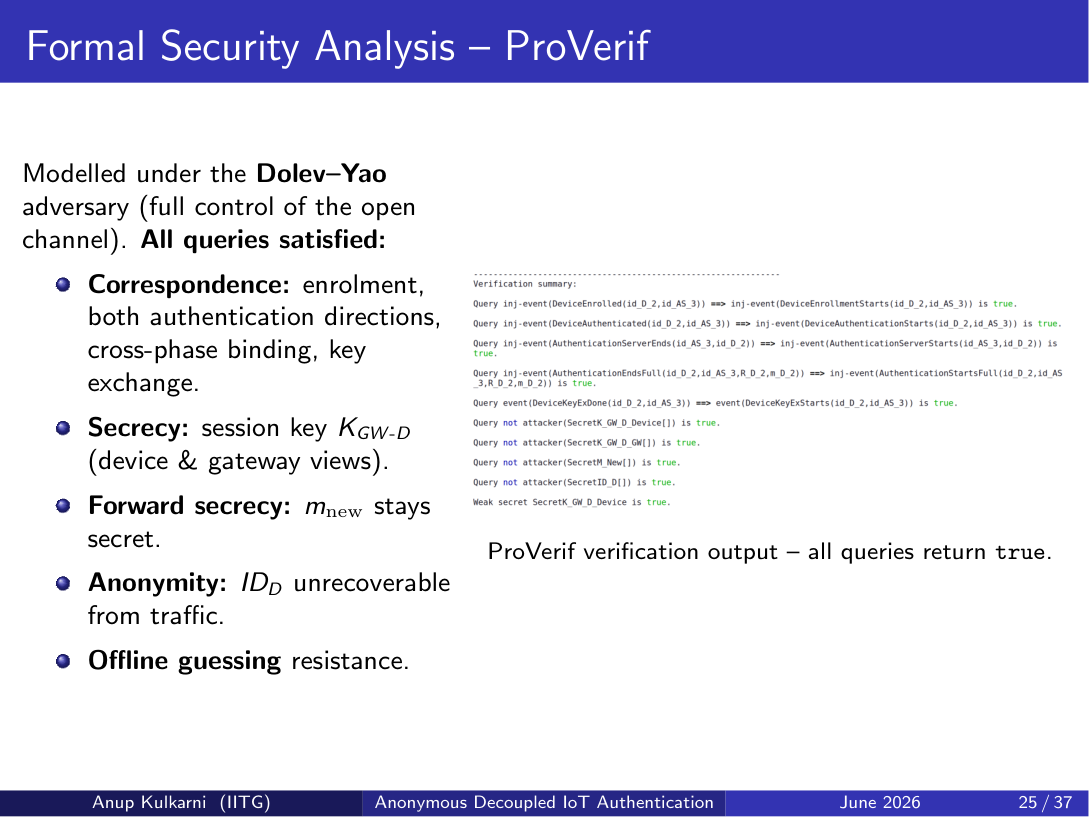 Formal Security Analysis – ProVerif
Modelled under the Dolev–Yao
adversary (full control of the open
channel). All queries satisfied:
Correspondence: enrolment,
both authentication directions,
cross-phase binding, key
exchange.
Secrecy: session key K_GW-D
(device & gateway views).
Forward secrecy: m_new stays
secret.
Anonymity: ID_D unrecoverable
from traffic.
Offline guessing resistance.
--------------------------------------------------------------
Verification summary:
Query inj-event(DeviceEnrolled(id_D_2,id_AS_3)) ==> inj-event(DeviceEnrollmentStarts(id_D_2,id_AS_3)) is true.
Query inj-event(DeviceAuthenticated(id_D_2,id_AS_3)) ==> inj-event(DeviceAuthenticationStarts(id_D_2,id_AS_3)) is true.
Query inj-event(AuthenticationServerEnds(id_AS_3,id_D_2)) ==> inj-event(AuthenticationServerStarts(id_AS_3,id_D_2)) is
true.
Query inj-event(AuthenticationEndsFull(id_D_2,id_AS_3,R_D_2,m_D_2)) ==> inj-event(AuthenticationStartsFull(id_D_2,id_AS
_3,R_D_2,m_D_2)) is true.
Query event(DeviceKeyExDone(id_D_2,id_AS_3)) ==> event(DeviceKeyExStarts(id_D_2,id_AS_3)) is true.
Query not attacker(SecretK_GW_D_Device[]) is true.
Query not attacker(SecretK_GW_D_GW[]) is true.
Query not attacker(SecretM_New[]) is true.
Query not attacker(SecretID_D[]) is true.
Weak secret SecretK_GW_D_Device is true.
ProVerif verification output – all queries return true.
Anup Kulkarni (IITG)
Anonymous Decoupled IoT Authentication
June 2026
25 / 37